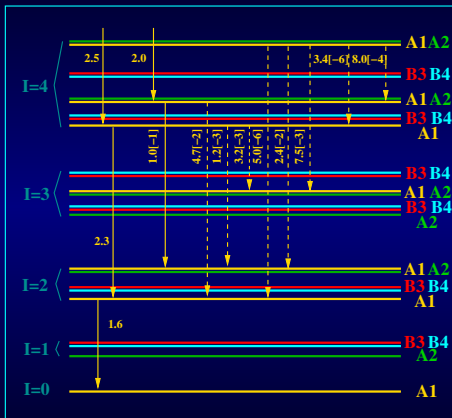 A1 A2
2.5
2.0
3.4[-6]
8.0[-4]
B3 B4
I=4
A1 A2
B3 B4
A1
1.0[-1]
4.7[-2]
1.2[-3]
3.2[-3]
5.0[-6]
2.4[-2]
7.5[-3]
B3 B4
I=3
A1 A2
B3 B4
A2
2.3
A1 A2
I=2
B3 B4
A1
1.6
B3 B4
I=1
A2
I=0
A1